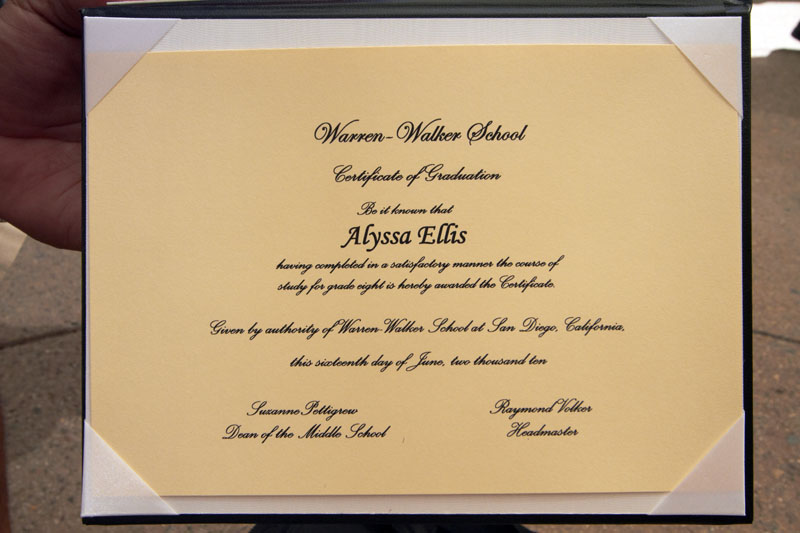 Warren-Walker School
Certificate of Graduation
Be it known that
Alyssa Ellis
having completed in a satisfactory manner the course of
study for grade eight is hereby awarded the Certificate.
Given by authority of Warren-Walker School at San Diego, California,
this sixteenth day of June, two thousand ten
Suzanne Pettigrew
Dean of the Middle School
Raymond Volker
Headmaster